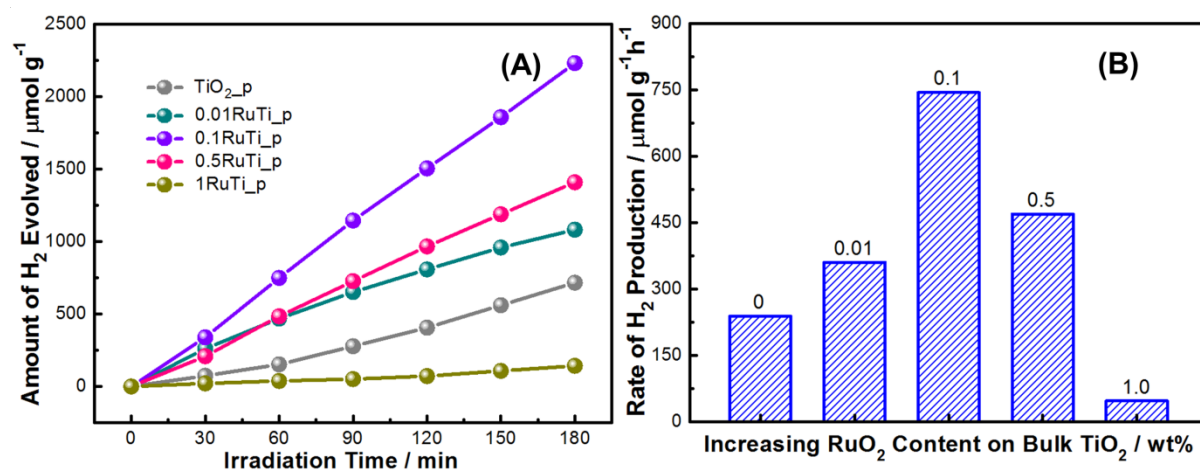 (A)
Amount of H₂ Evolved / μmol g⁻¹
2500
2000
1500
1000
500
0
TiO₂_p
0.01RuTi_p
0.1RuTi_p
0.5RuTi_p
1RuTi_p
0 30 60 90 120 150 180
Irradiation Time / min
(B)
Rate of H₂ Production / μmol g⁻¹h⁻¹
900
750
600
450
300
150
0
0
0.01
0.1
0.5
1.0
Increasing RuO₂ Content on Bulk TiO₂ / wt%